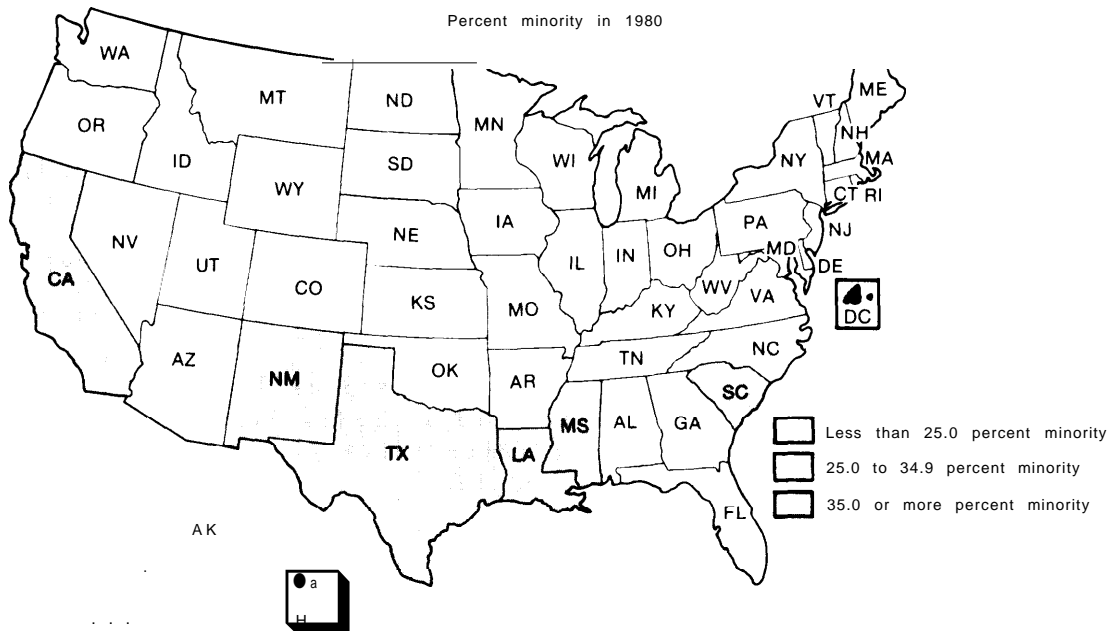 Percent minority in 1980
WA
MT
ND
MN
VT
ME
OR
ID
SD
WI
NY
NH
MA
WY
MI
CT RI
IA
PA
NV
NE
NJ
UT
IL
IN
OH
MD
DE
CA
CO
KS
MO
WV
VA
DC
KY
AZ
NM
OK
AR
TN
NC
SC
TX
LA
MS
AL
GA
Less than 25.0 percent minority
25.0 to 34.9 percent minority
35.0 or more percent minority
FL
AK
a
H